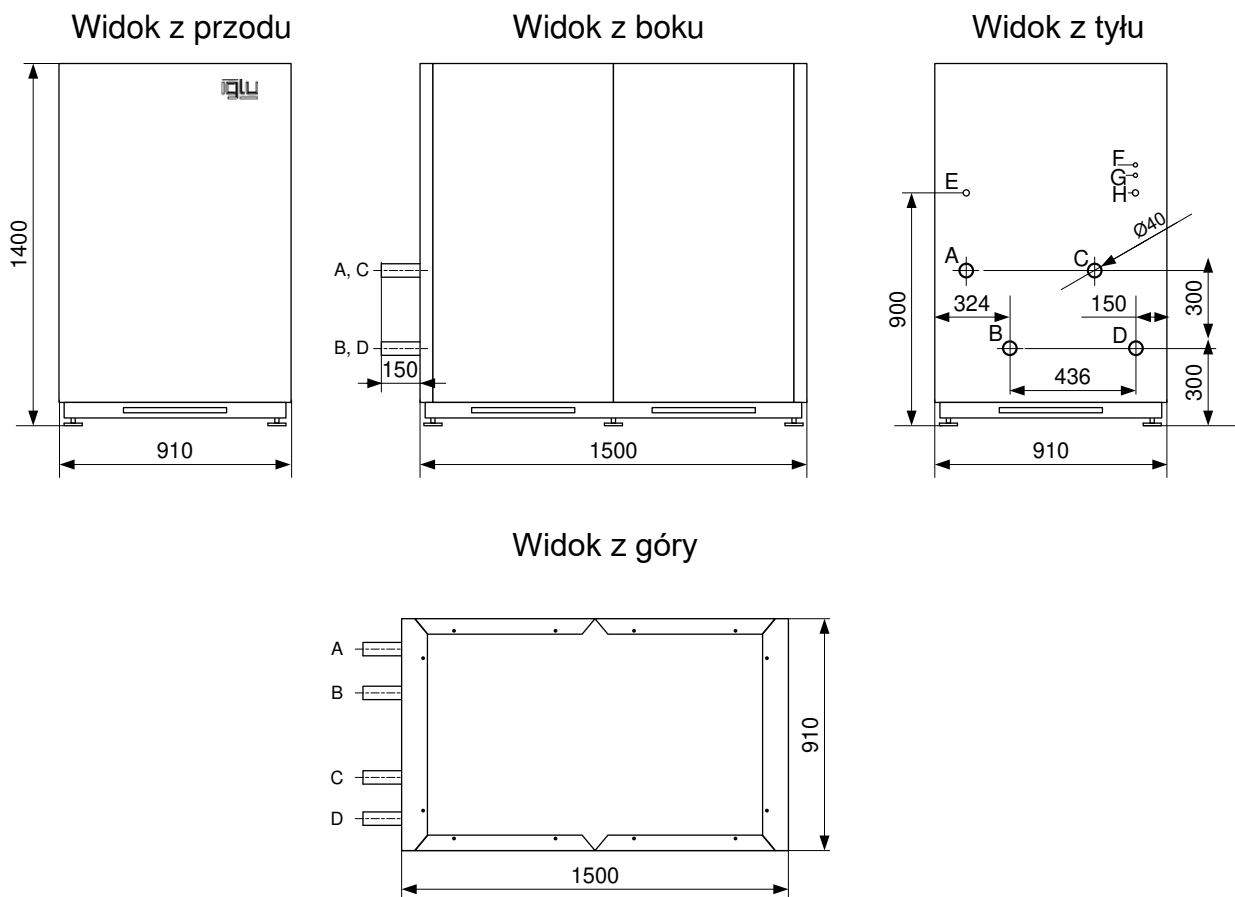 Widok z przodu
Widok z boku
Widok z tyłu
iglu
1400
910
A, C
B, D
150
1500
F
G
H
E
Ø40
A
C
900
324
150
300
B
D
436
300
910
Widok z góry
A
B
C
D
910
1500